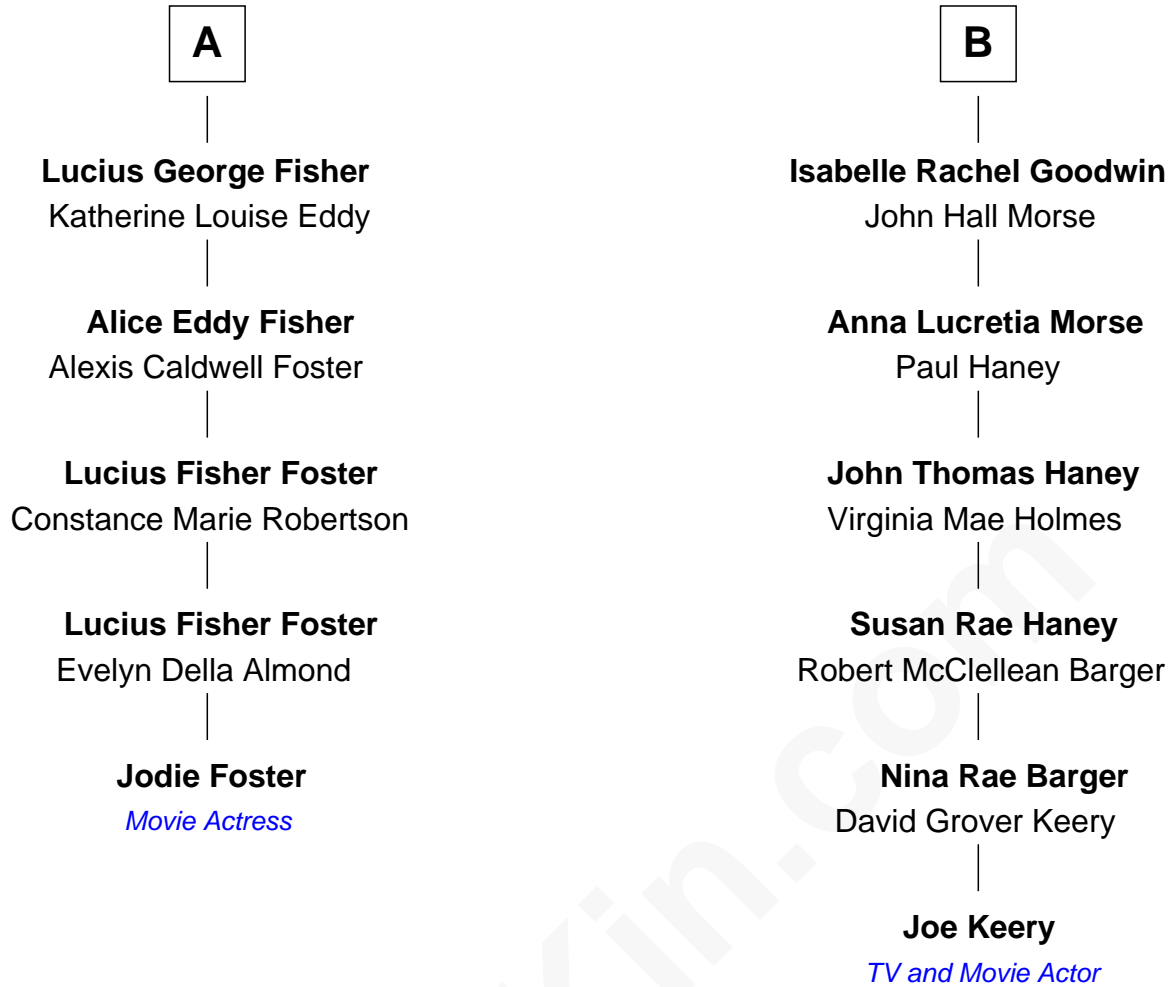 A
Lucius George Fisher
Katherine Louise Eddy
Alice Eddy Fisher
Alexis Caldwell Foster
Lucius Fisher Foster
Constance Marie Robertson
Lucius Fisher Foster
Evelyn Della Almond
Jodie Foster
Movie Actress
B
Isabelle Rachel Goodwin
John Hall Morse
Anna Lucretia Morse
Paul Haney
John Thomas Haney
Virginia Mae Holmes
Susan Rae Haney
Robert McClellean Barger
Nina Rae Barger
David Grover Keery
Joe Keery
TV and Movie Actor
Kin.com